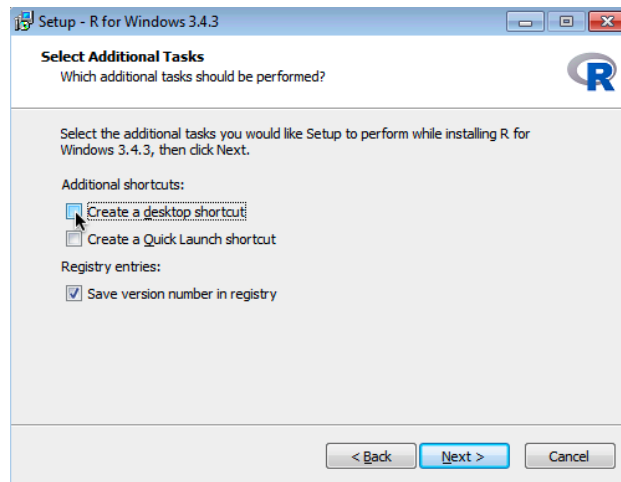 Setup - R for Windows 3.4.3
Select Additional Tasks
Which additional tasks should be performed?
R
Select the additional tasks you would like Setup to perform while installing R for
Windows 3.4.3, then click Next.
Additional shortcuts:
Create a desktop shortcut
Create a Quick Launch shortcut
Registry entries:
Save version number in registry
< Back Next > Cancel